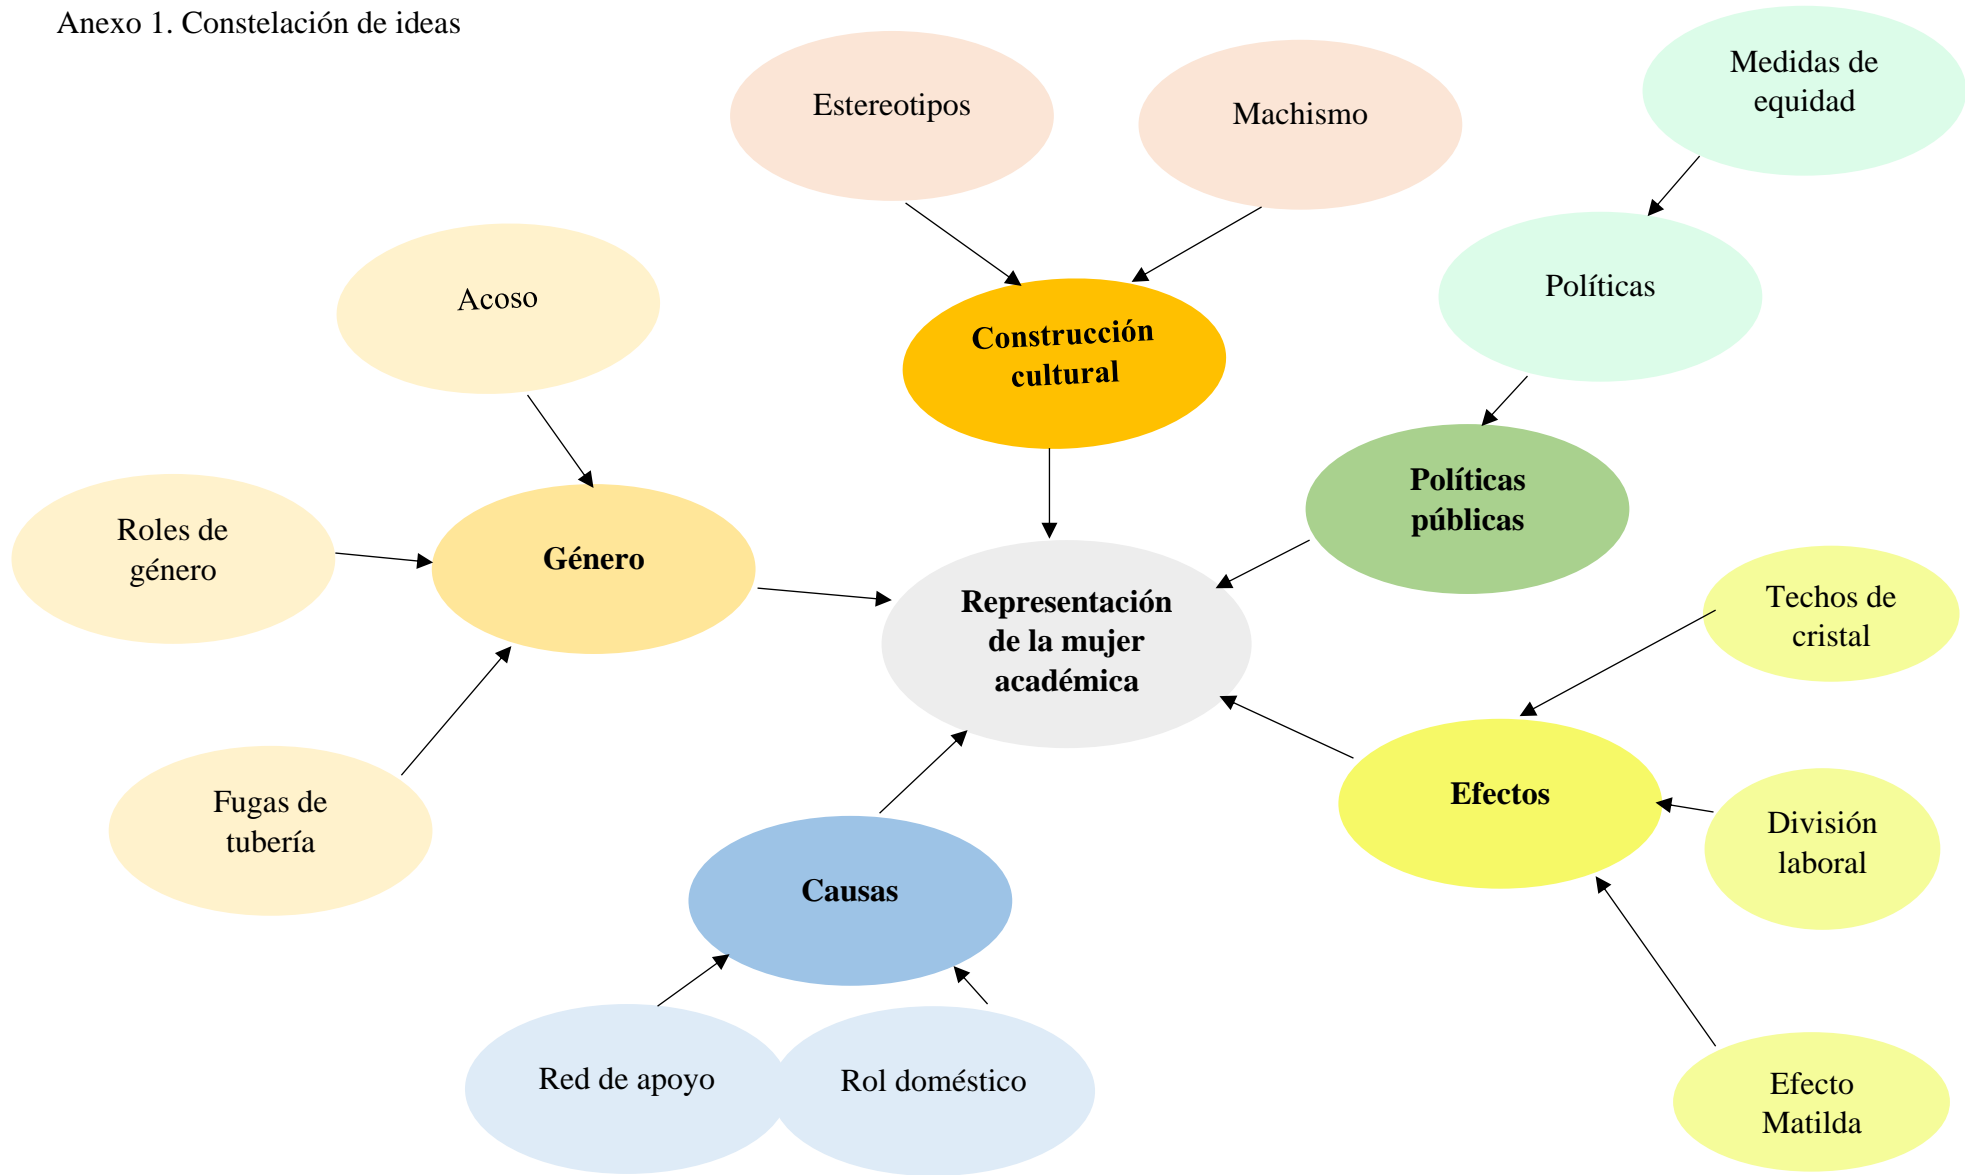 Anexo 1. Constelación de ideas
Estereotipos
Machismo
Medidas de
equidad
Acoso
Políticas
Construcción
cultural
Roles de
género
Género
Políticas
públicas
Representación
de la mujer
académica
Techos de
cristal
Fugas de
tubería
Efectos
División
laboral
Causas
Red de apoyo
Rol doméstico
Efecto
Matilda